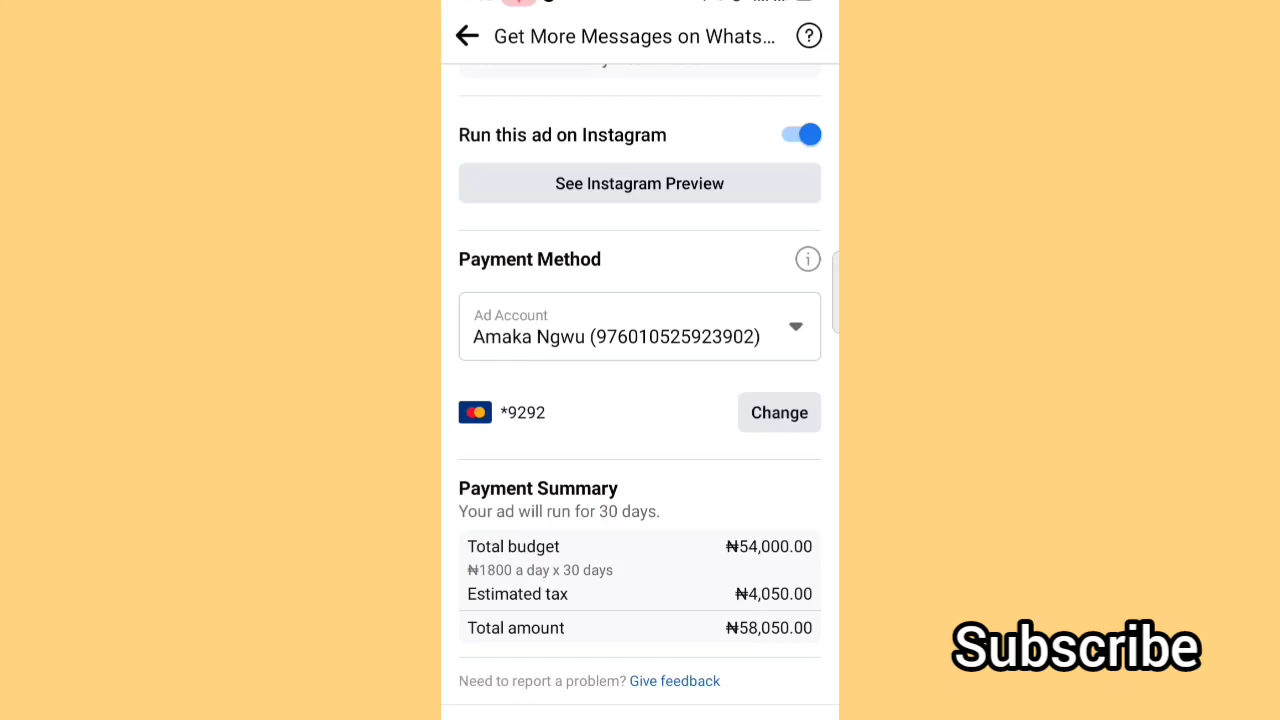 Get More Messages on Whats...
Run this ad on Instagram
See Instagram Preview
Payment Method
Ad Account
Amaka Ngwu (976010525923902)
*9292
Change
Payment Summary
Your ad will run for 30 days.
Total budget ₦54,000.00
₦1800 a day x 30 days
Estimated tax ₦4,050.00
Total amount ₦58,050.00
Subscribe
Need to report a problem? Give feedback